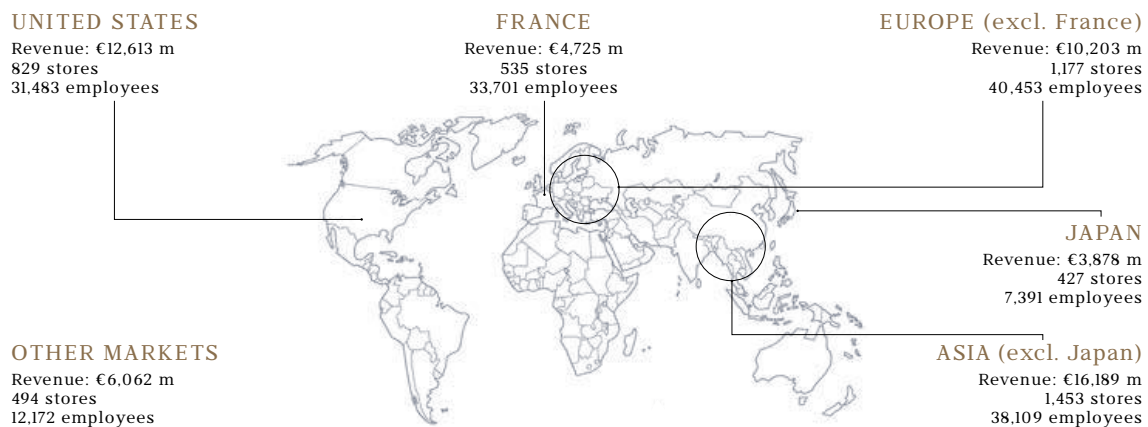 UNITED STATES
Revenue: €12,613 m
829 stores
31,483 employees
FRANCE
Revenue: €4,725 m
535 stores
33,701 employees
EUROPE (excl. France)
Revenue: €10,203 m
1,177 stores
40,453 employees
JAPAN
Revenue: €3,878 m
427 stores
7,391 employees
OTHER MARKETS
Revenue: €6,062 m
494 stores
12,172 employees
ASIA (excl. Japan)
Revenue: €16,189 m
1,453 stores
38,109 employees